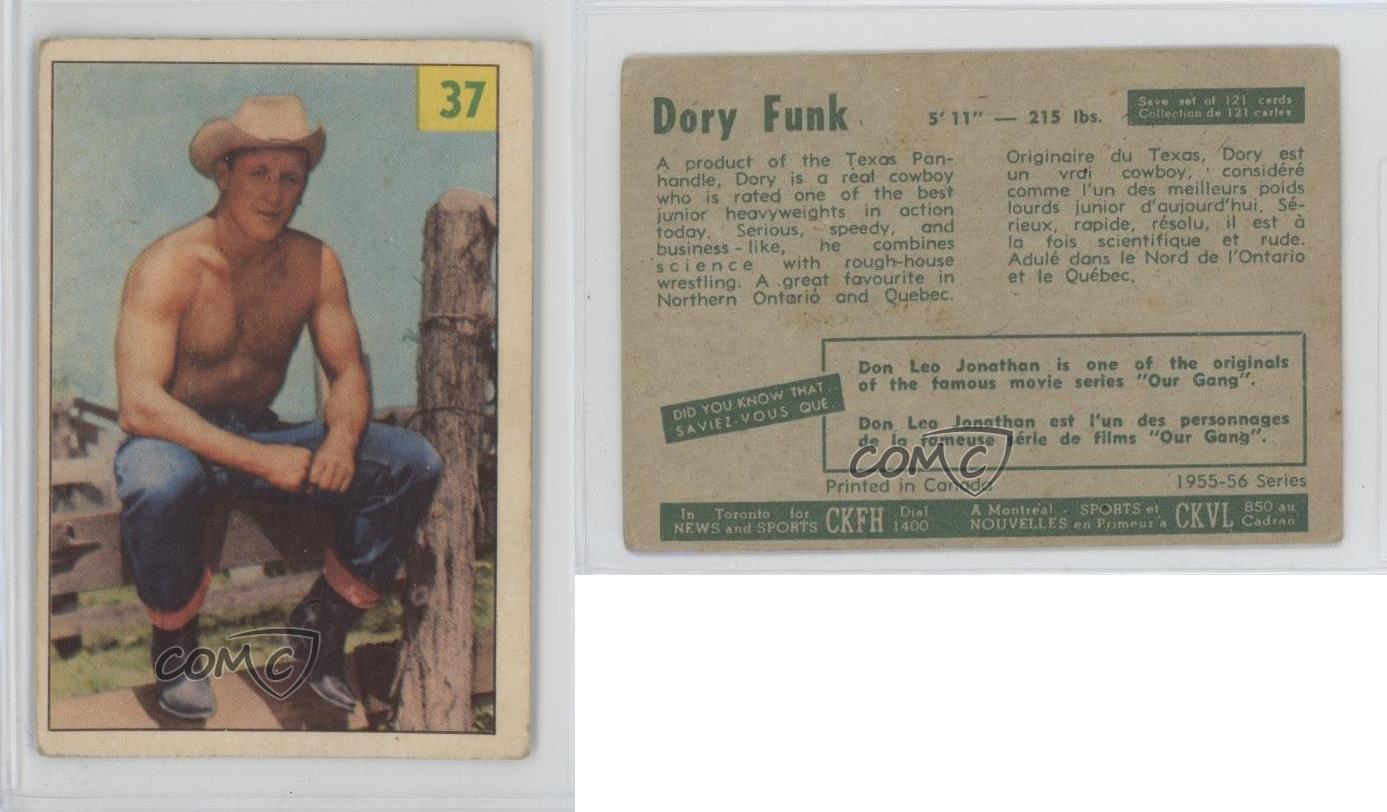 37
COMC
Dory Funk
5' 11" — 215 lbs.
Save set of 121 cards
Collection de 121 cartes
A product of the Texas Pan-
handle, Dory is a real cowboy
who is rated one of the best
junior heavyweights in action
today. Serious, speedy, and
business-like, he combines
science with rough-house
wrestling. A great favourite in
Northern Ontario and Quebec.
Originaire du Texas, Dory est
un vrai cowboy, considéré
comme l'un des meilleurs poids
lourds junior d'aujourd'hui. Sé-
rieux, rapide, résolu, il est à
la fois scientifique et rude.
Adulé dans le Nord de l'Ontario
et le Québec.
DID YOU KNOW THAT...
SAVIEZ-VOUS QUE...
Don Leo Jonathan is one of the originals
of the famous movie series "Our Gang".
Don Leo Jonathan est l'un des personnages
de la fameuse série de films "Our Gang".
COMC
Printed in Canada
1955-56 Series
In Toronto for
NEWS and SPORTS
CKFH
Dial
1400
A Montréal - SPORTS et
NOUVELLES en Primeur à
CKVL
850 au
Cadran